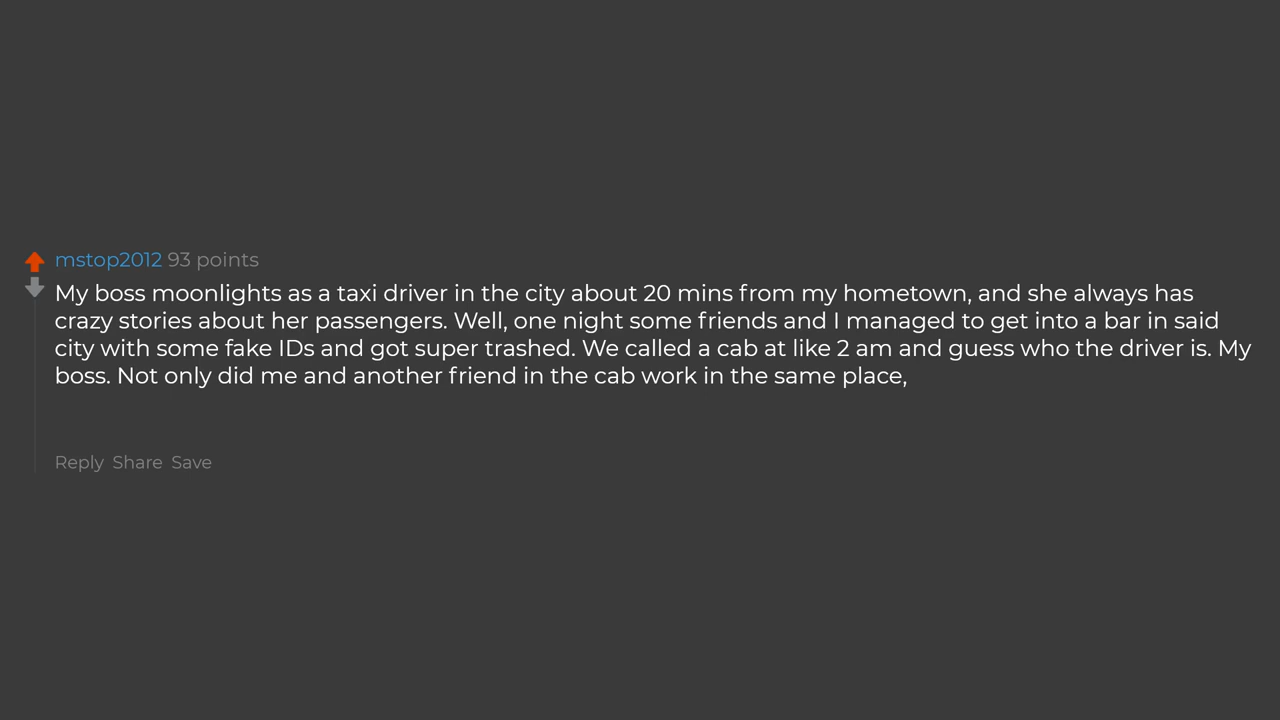 mstop2012 93 points
My boss moonlights as a taxi driver in the city about 20 mins from my hometown, and she always has
crazy stories about her passengers. Well, one night some friends and I managed to get into a bar in said
city with some fake IDs and got super trashed. We called a cab at like 2 am and guess who the driver is. My
boss. Not only did me and another friend in the cab work in the same place,
Reply Share Save